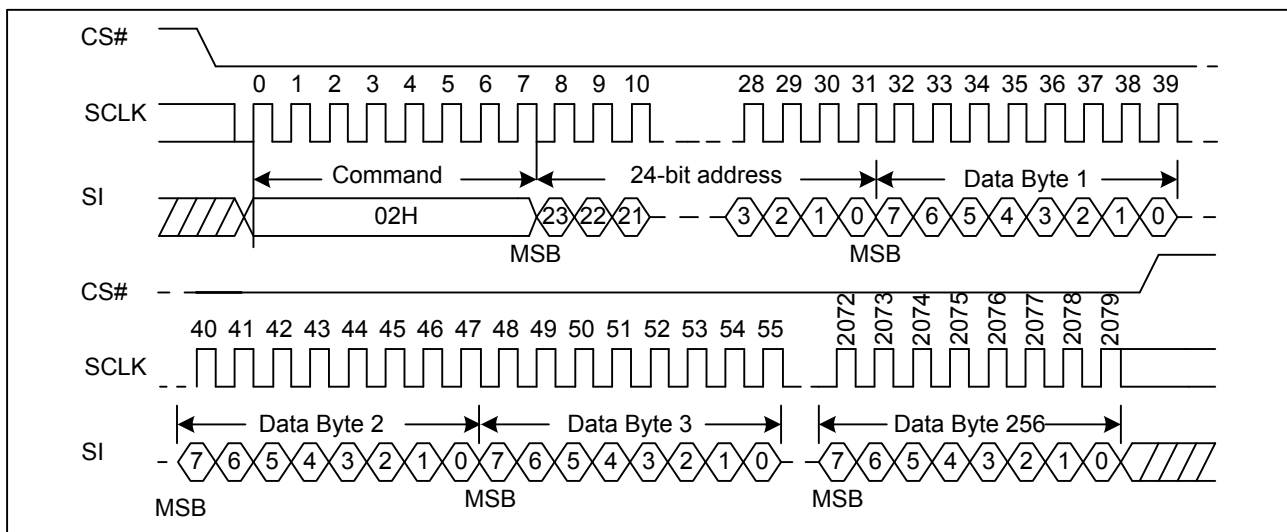 CS#
0 1 2 3 4 5 6 7 8 9 10 28 29 30 31 32 33 34 35 36 37 38 39
SCLK
Command 24-bit address Data Byte 1
SI
02H 23 22 21 3 2 1 0 7 6 5 4 3 2 1 0
MSB MSB
CS#
40 41 42 43 44 45 46 47 48 49 50 51 52 53 54 55 2072 2073 2074 2075 2076 2077 2078 2079
SCLK
Data Byte 2 Data Byte 3 Data Byte 256
SI
7 6 5 4 3 2 1 0 7 6 5 4 3 2 1 0 7 6 5 4 3 2 1 0
MSB MSB MSB